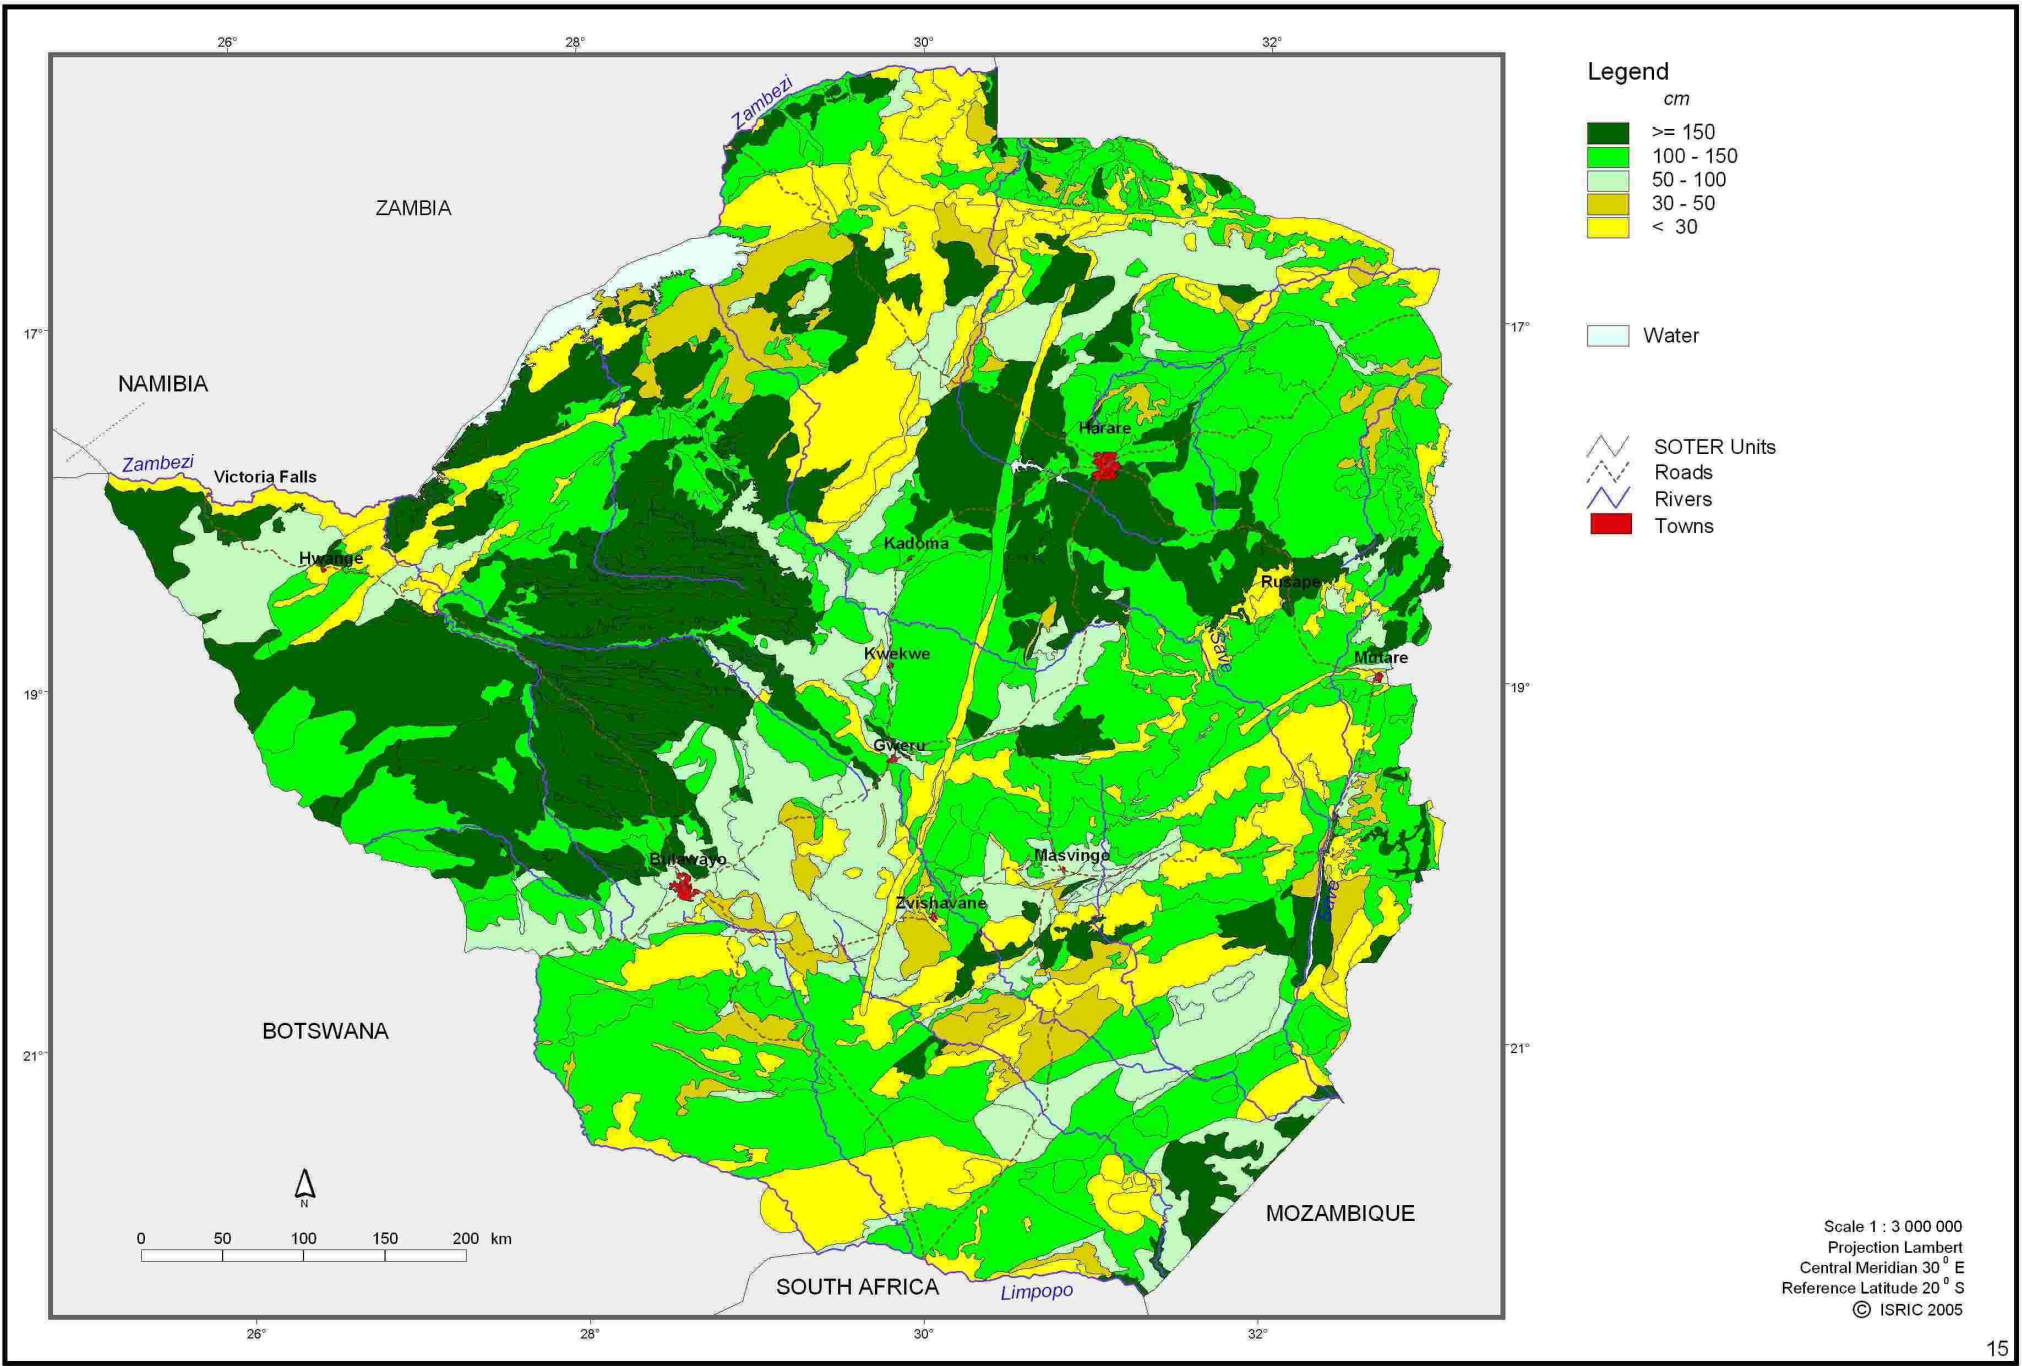 26°
28°
30°
32°
Legend
cm
>= 150
100 - 150
50 - 100
30 - 50
< 30
Water
SOTER Units
Roads
Rivers
Towns
Zambezi
ZAMBIA
17°
17°
NAMIBIA
Harare
Zambezi
Victoria Falls
Kadoma
Hwange
Rusape
Save
Kwekwe
Mutare
19°
19°
Gweru
Bulawayo
Masvingo
Zvishavane
Save
BOTSWANA
21°
21°
N
0 50 100 150 200 km
MOZAMBIQUE
SOUTH AFRICA
Limpopo
Scale 1 : 3 000 000
Projection Lambert
Central Meridian 30° E
Reference Latitude 20° S
© ISRIC 2005
26°
28°
30°
32°
15